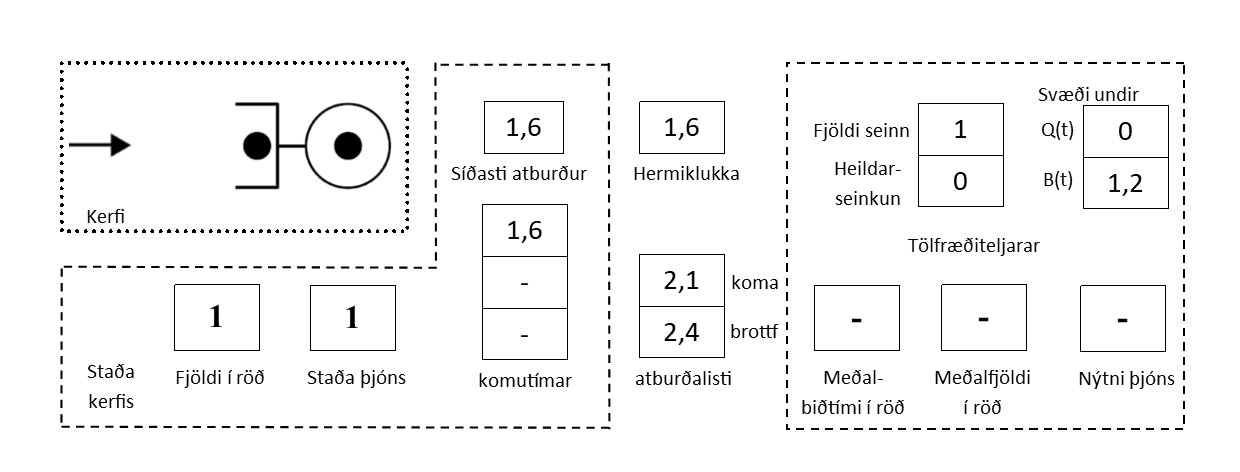 Kerfi
1,6
Síðasti atburður
1,6
Hermiklukka
1,6
-
-
komutímar
2,1 koma
2,4 brottf
atburðalisti
1
Fjöldi í röð
1
Staða þjóns
Staða
kerfis
Svæði undir
Fjöldi seinn 1
Heildar-
seinkun
0
Q(t) 0
B(t) 1,2
Tölfræðiteljarar
-
Meðal-
biðtími í röð
-
Meðalfjöldi
í röð
-
Nýtni þjóns